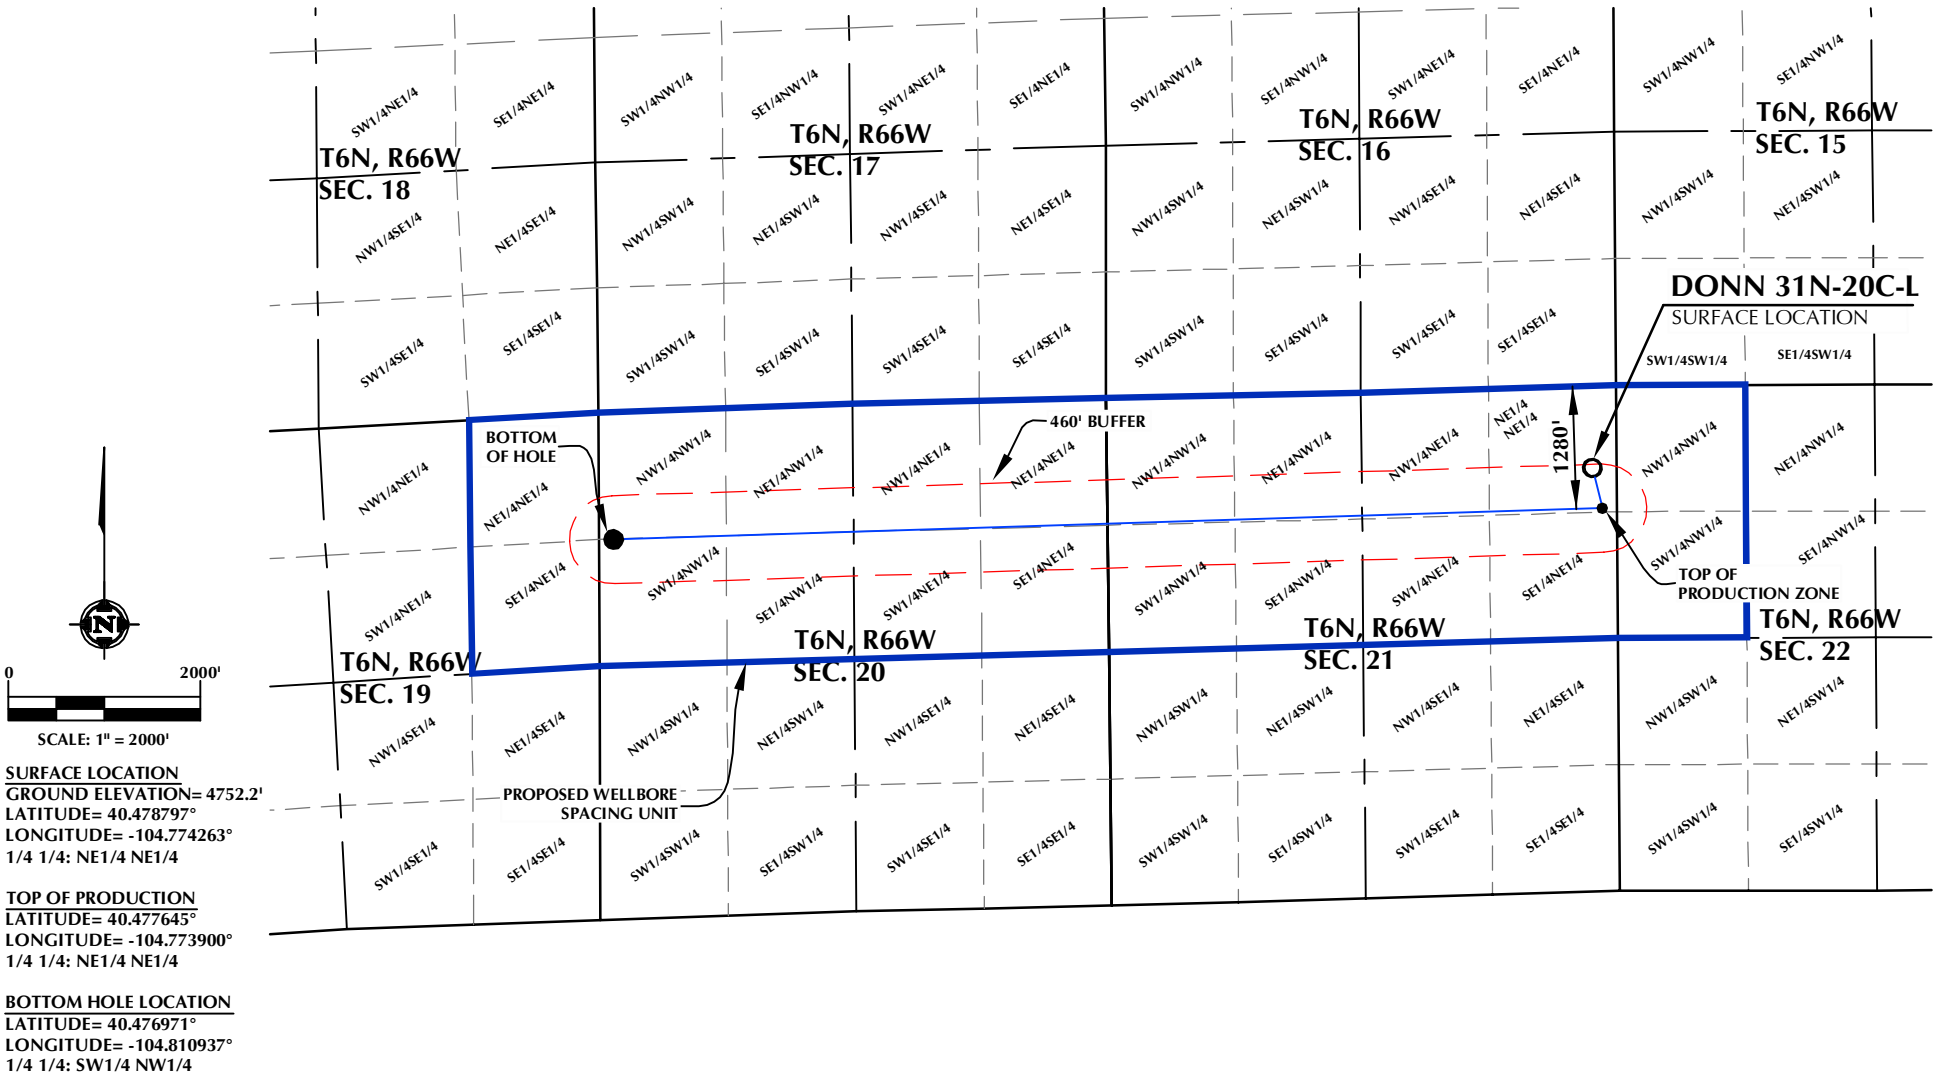 SW1/4NE1/4
SE1/4NE1/4
SW1/4NW1/4
SE1/4NW1/4
SW1/4NE1/4
SE1/4NE1/4
SW1/4NW1/4
SE1/4NW1/4
SW1/4NE1/4
SE1/4NE1/4
SW1/4NW1/4
SE1/4NW1/4
T6N, R66W
SEC. 18
T6N, R66W
SEC. 17
T6N, R66W
SEC. 16
T6N, R66W
SEC. 15
NW1/4SE1/4
NE1/4SE1/4
NW1/4SW1/4
NE1/4SW1/4
NW1/4SE1/4
NE1/4SE1/4
NW1/4SW1/4
NE1/4SW1/4
NW1/4SE1/4
NE1/4SE1/4
NW1/4SW1/4
NE1/4SW1/4
DONN 31N-20C-L
SURFACE LOCATION
SW1/4SE1/4
SE1/4SE1/4
SW1/4SW1/4
SE1/4SW1/4
SW1/4SE1/4
SE1/4SE1/4
SW1/4SW1/4
SE1/4SW1/4
SW1/4SE1/4
SE1/4SE1/4
SW1/4SW1/4
SE1/4SW1/4
BOTTOM
OF HOLE
460' BUFFER
1280'
NW1/4NE1/4
NE1/4NE1/4
NW1/4NW1/4
NE1/4NW1/4
NW1/4NE1/4
NE1/4NE1/4
NW1/4NW1/4
NE1/4NW1/4
NW1/4NE1/4
NE1/4
NE1/4
NW1/4NW1/4
NE1/4NW1/4
SW1/4NE1/4
SE1/4NE1/4
SW1/4NW1/4
SE1/4NW1/4
SW1/4NE1/4
SE1/4NE1/4
SW1/4NW1/4
SE1/4NW1/4
SW1/4NE1/4
SE1/4NE1/4
SW1/4NW1/4
SE1/4NW1/4
TOP OF
PRODUCTION ZONE
T6N, R66W
SEC. 19
T6N, R66W
SEC. 20
T6N, R66W
SEC. 21
T6N, R66W
SEC. 22
NW1/4SE1/4
NE1/4SE1/4
NW1/4SW1/4
NE1/4SW1/4
NW1/4SE1/4
NE1/4SE1/4
NW1/4SW1/4
NE1/4SW1/4
NW1/4SE1/4
NE1/4SE1/4
NW1/4SW1/4
NE1/4SW1/4
PROPOSED WELLBORE
SPACING UNIT
SW1/4SE1/4
SE1/4SE1/4
SW1/4SW1/4
SE1/4SW1/4
SW1/4SE1/4
SE1/4SE1/4
SW1/4SW1/4
SE1/4SW1/4
SW1/4SE1/4
SE1/4SE1/4
SW1/4SW1/4
SE1/4SW1/4
N
0 2000'
SCALE: 1" = 2000'
SURFACE LOCATION
GROUND ELEVATION= 4752.2'
LATITUDE= 40.478797°
LONGITUDE= -104.774263°
1/4 1/4: NE1/4 NE1/4
TOP OF PRODUCTION
LATITUDE= 40.477645°
LONGITUDE= -104.773900°
1/4 1/4: NE1/4 NE1/4
BOTTOM HOLE LOCATION
LATITUDE= 40.476971°
LONGITUDE= -104.810937°
1/4 1/4: SW1/4 NW1/4